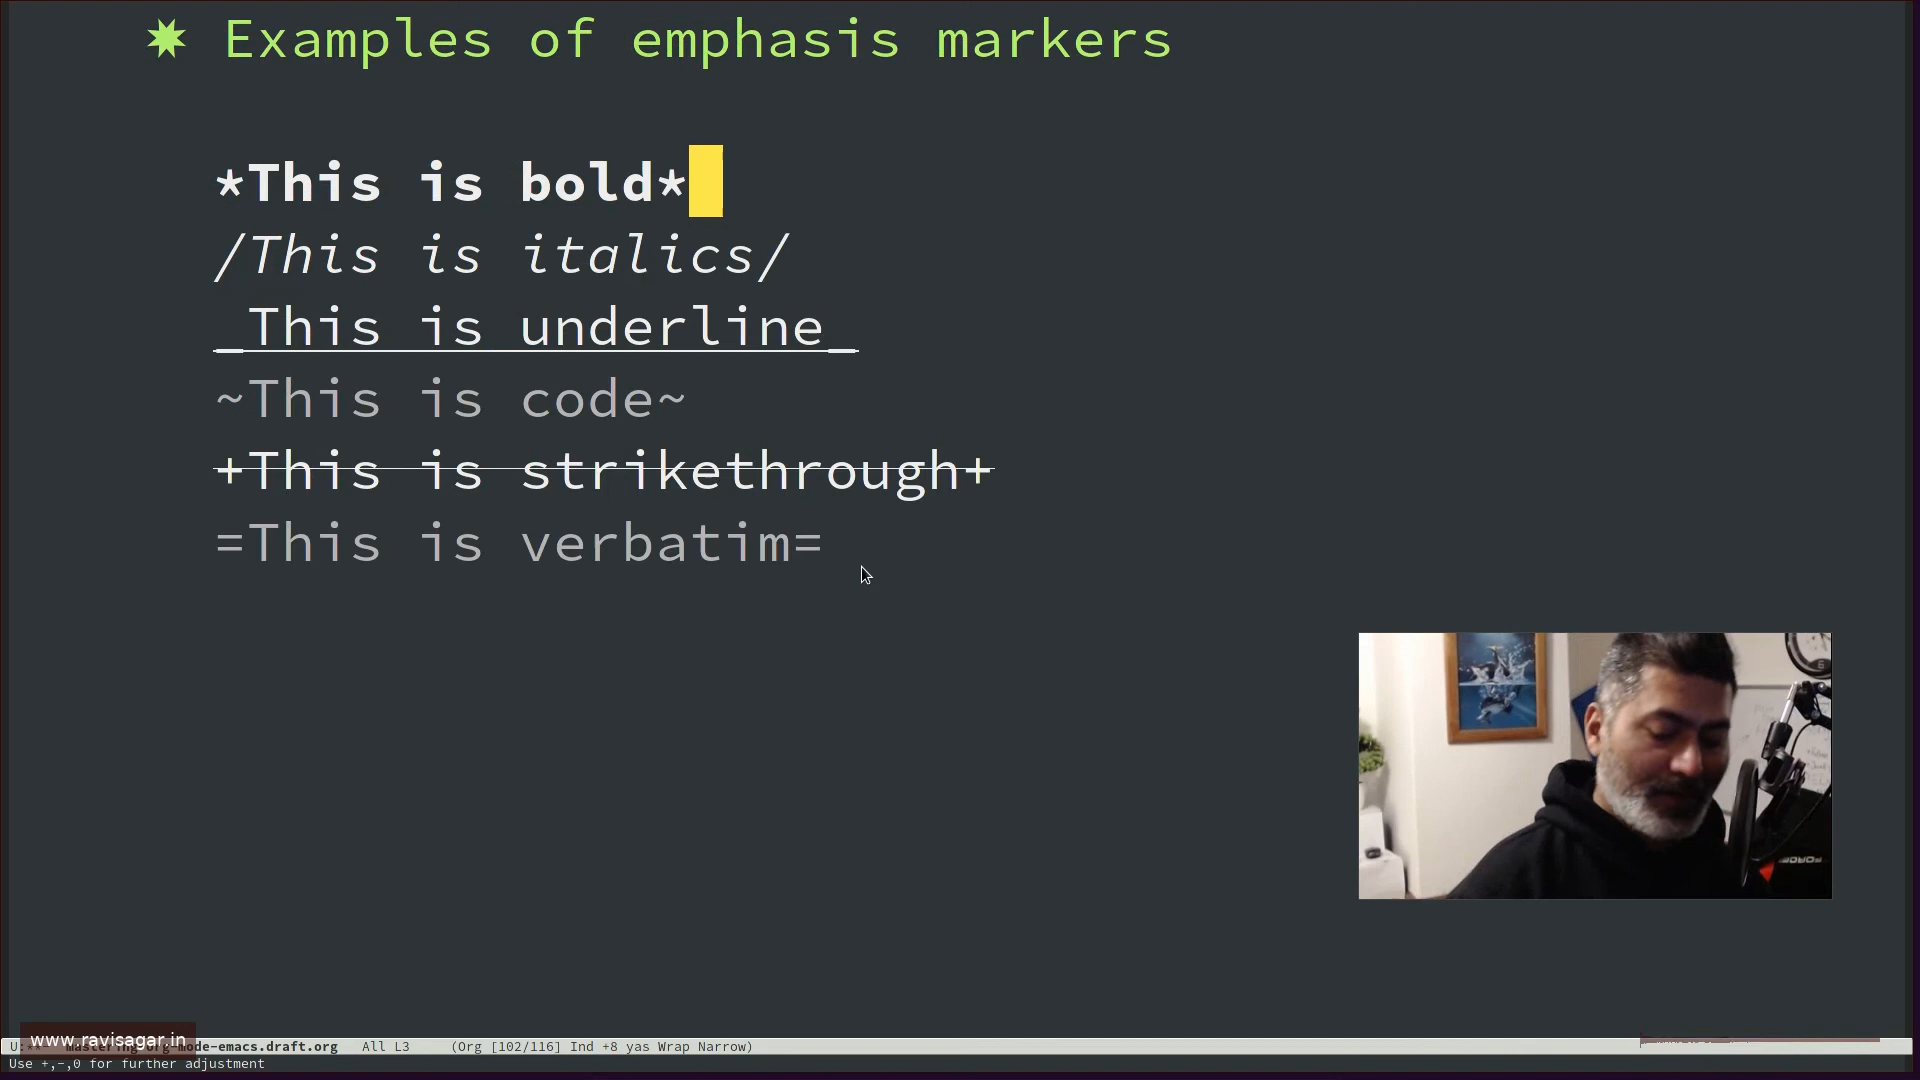 ✷ Examples of emphasis markers
*This is bold*
/This is italics/
_This is underline_
~This is code~
+This is strikethrough+
=This is verbatim=
www.ravisagar.in
mastering-org-mode-emacs.draft.org All L3 (Org [102/116] Ind +8 yas Wrap Narrow)
Use +,-,0 for further adjustment